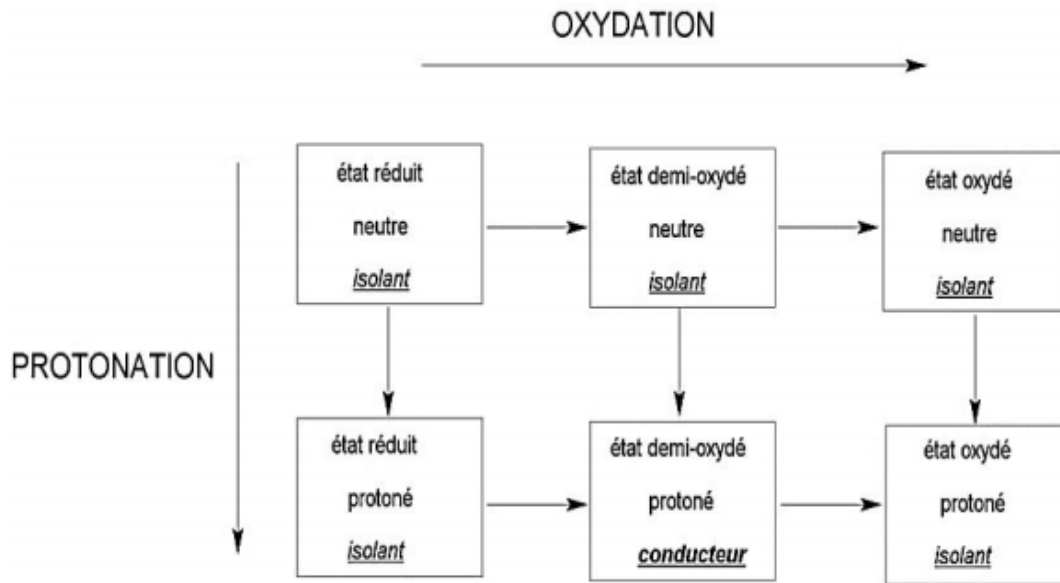 OXYDATION
PROTONATION
état réduit
neutre
isolant
état demi-oxydé
neutre
isolant
état oxydé
neutre
isolant
état réduit
protoné
isolant
état demi-oxydé
protoné
conducteur
état oxydé
protoné
isolant